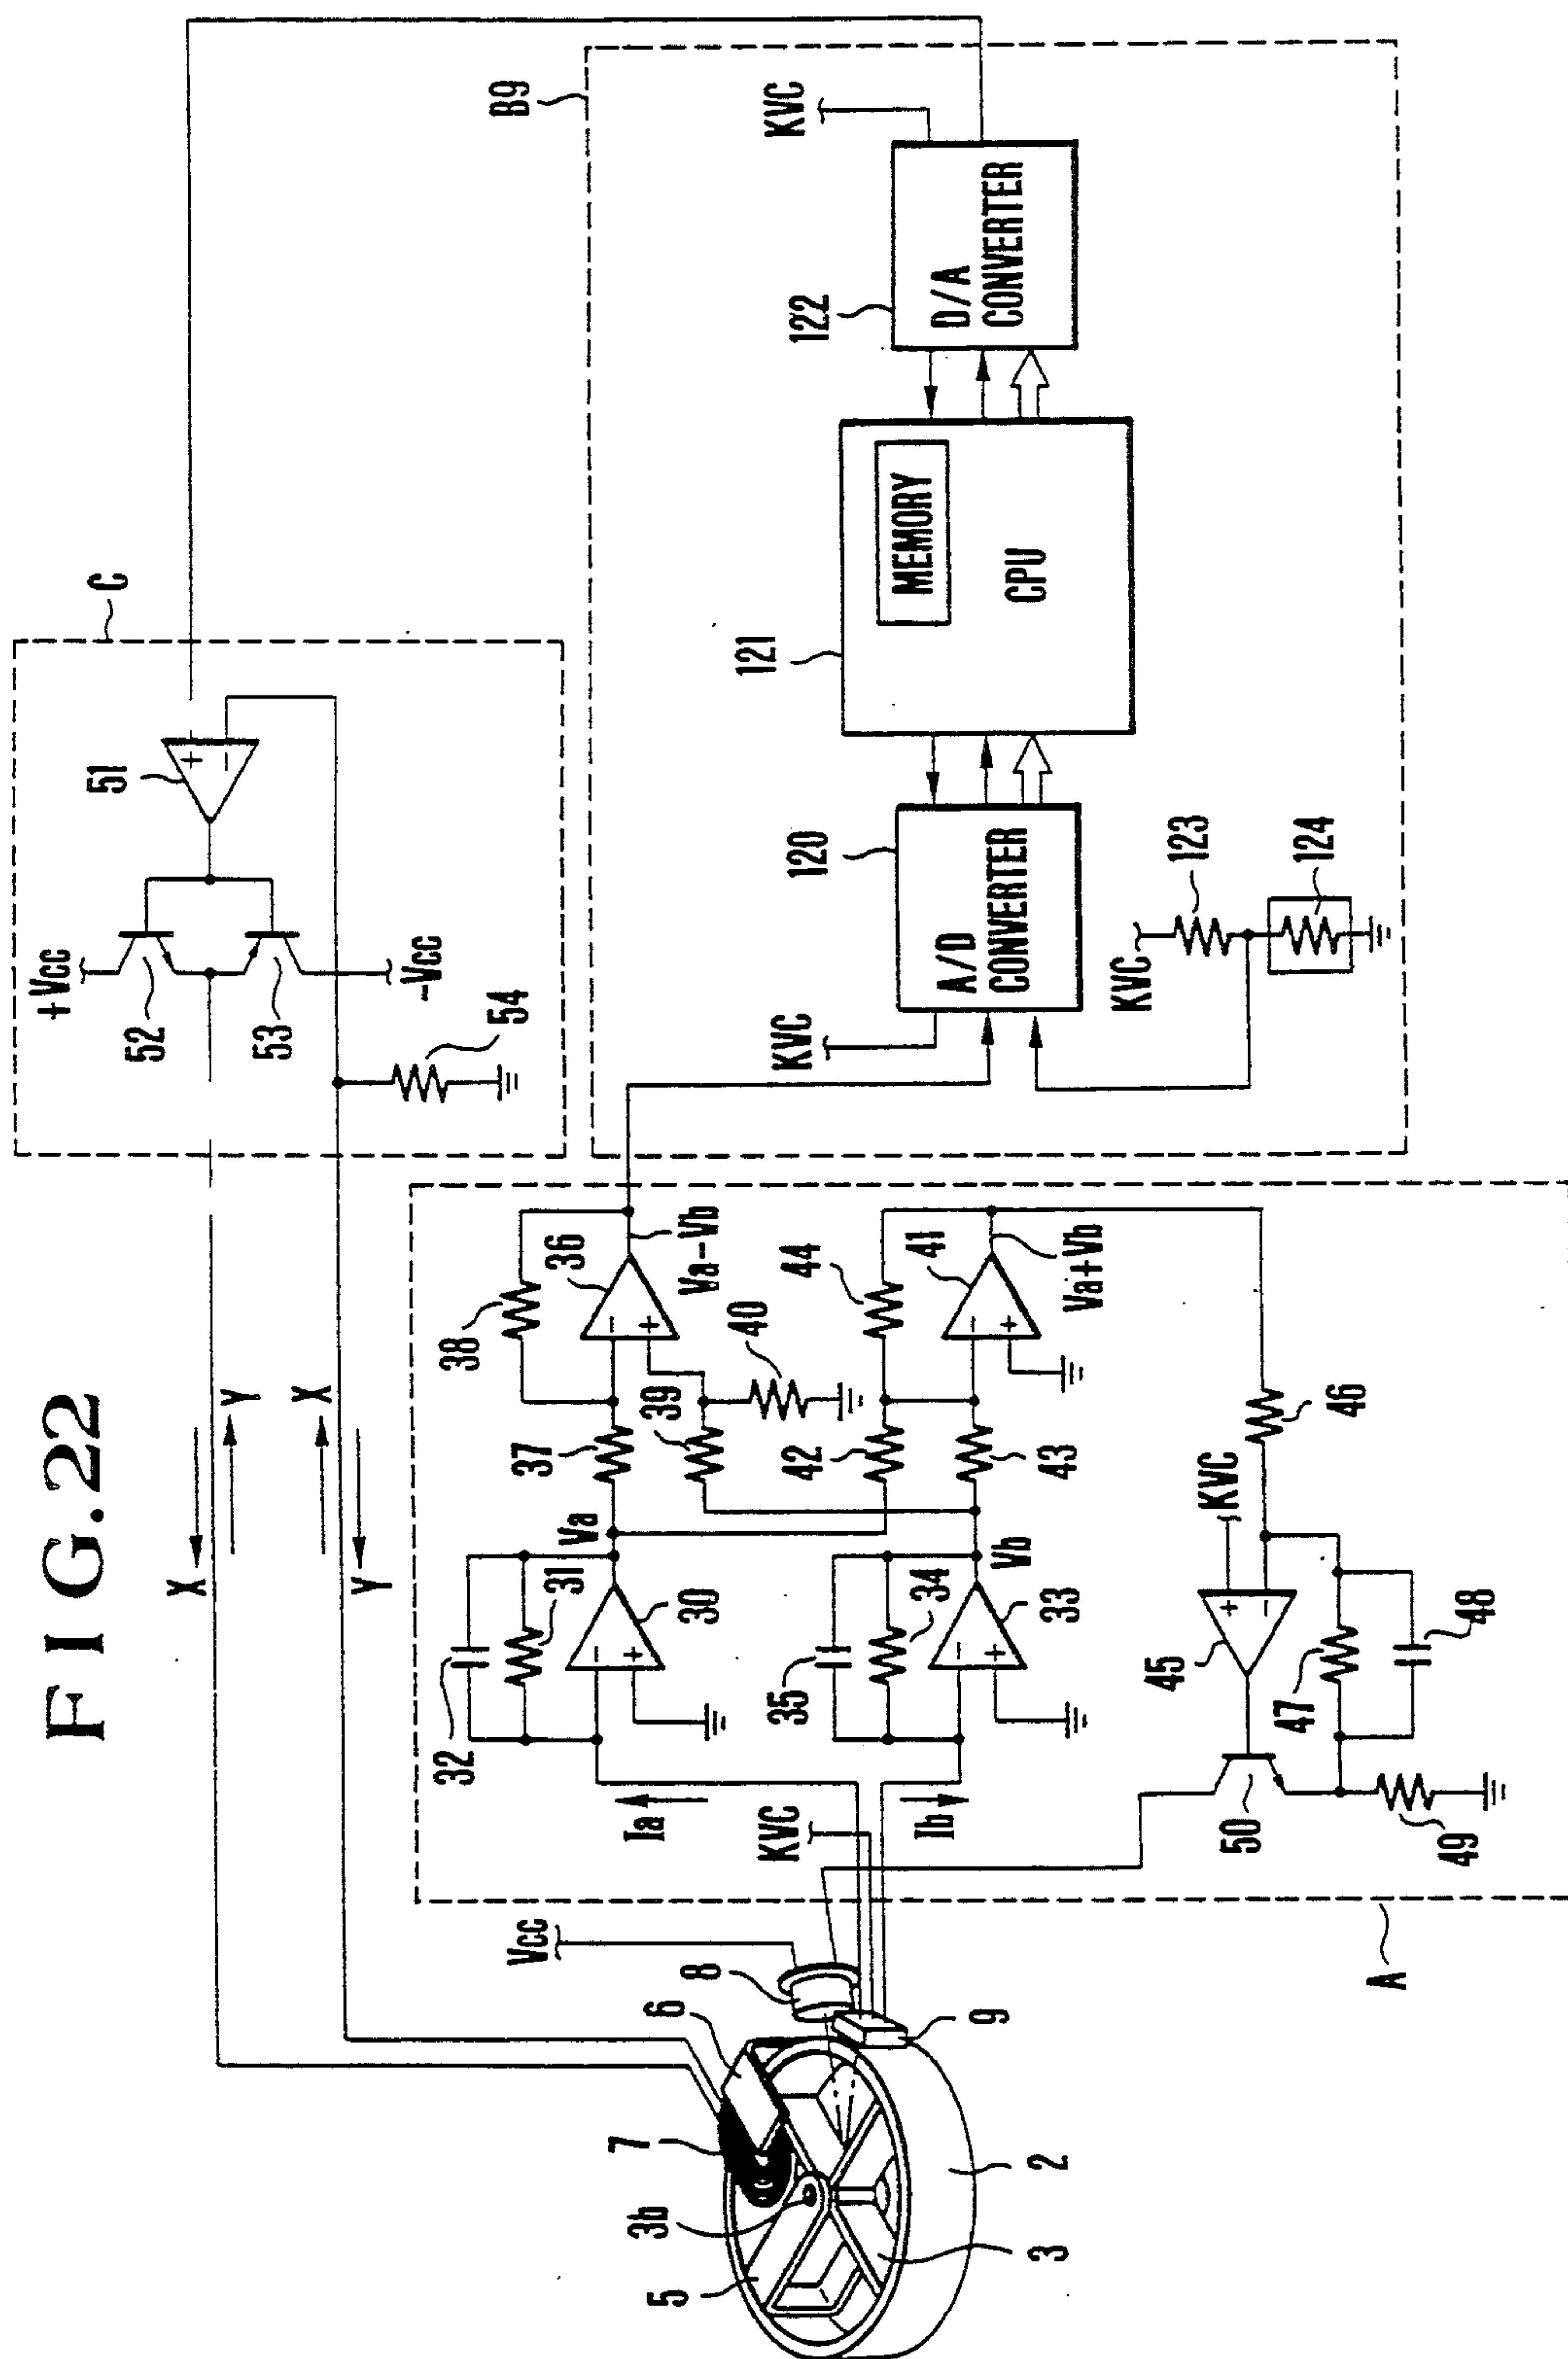 FIG.22
X
Y
X
Y
+Vcc
52
53
51
-Vcc
54
C
B9
KVC
122
D/A
CONVERTER
121
MEMORY
CPU
120
A/D
CONVERTER
KVC
KVC
123
124
32
31
30
Va
37
38
36
Va-Vb
39
40
Ia
KVC
Ib
35
34
33
Vb
42
43
44
41
Va+Vb
50
49
45
47
48
46
+
-
KVC
A
Vcc
8
6
7
3b
5
9
2
3